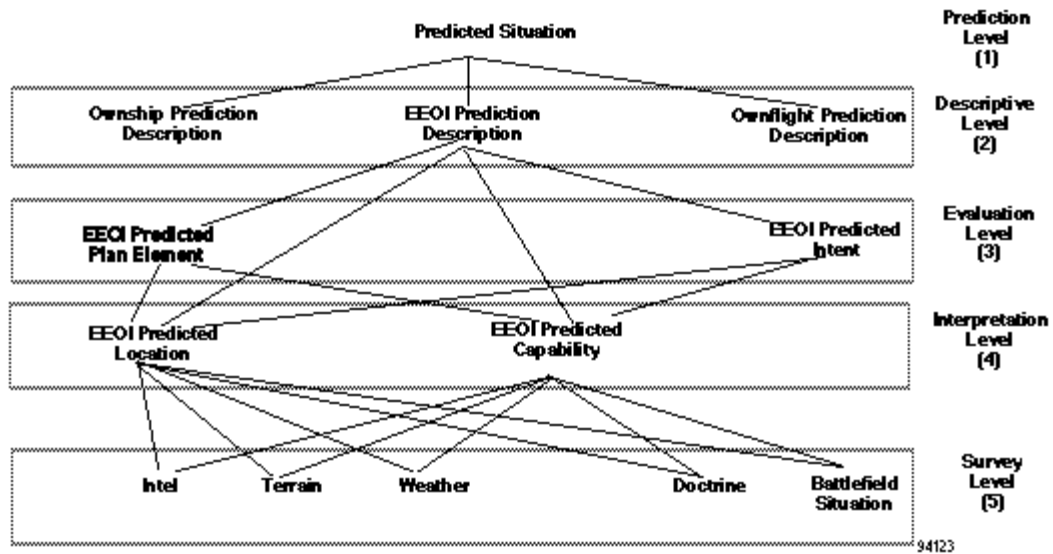 Predicted Situation
Prediction
Level
(1)
Ownship Prediction
Description
EEOI Prediction
Description
Ownflight Prediction
Description
Descriptive
Level
(2)
EEOI Predicted
Plan Element
EEOI Predicted
Intent
Evaluation
Level
(3)
EEOI Predicted
Location
EEOI Predicted
Capability
Interpretation
Level
(4)
Intel
Terrain
Weather
Doctrine
Battlefield
Situation
Survey
Level
(5)
94123